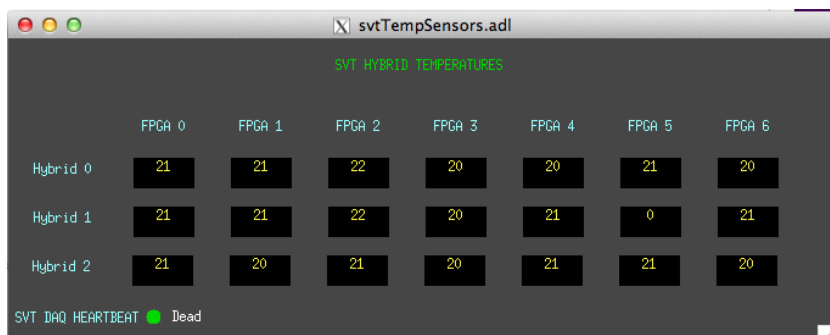 svtTempSensors.adl
SVT HYBRID TEMPERATURES
FPGA 0 FPGA 1 FPGA 2 FPGA 3 FPGA 4 FPGA 5 FPGA 6
Hybrid 0 21 21 22 20 20 21 20
Hybrid 1 21 21 22 20 21 0 21
Hybrid 2 21 20 21 20 21 21 20
SVT DAQ HEARTBEAT Dead